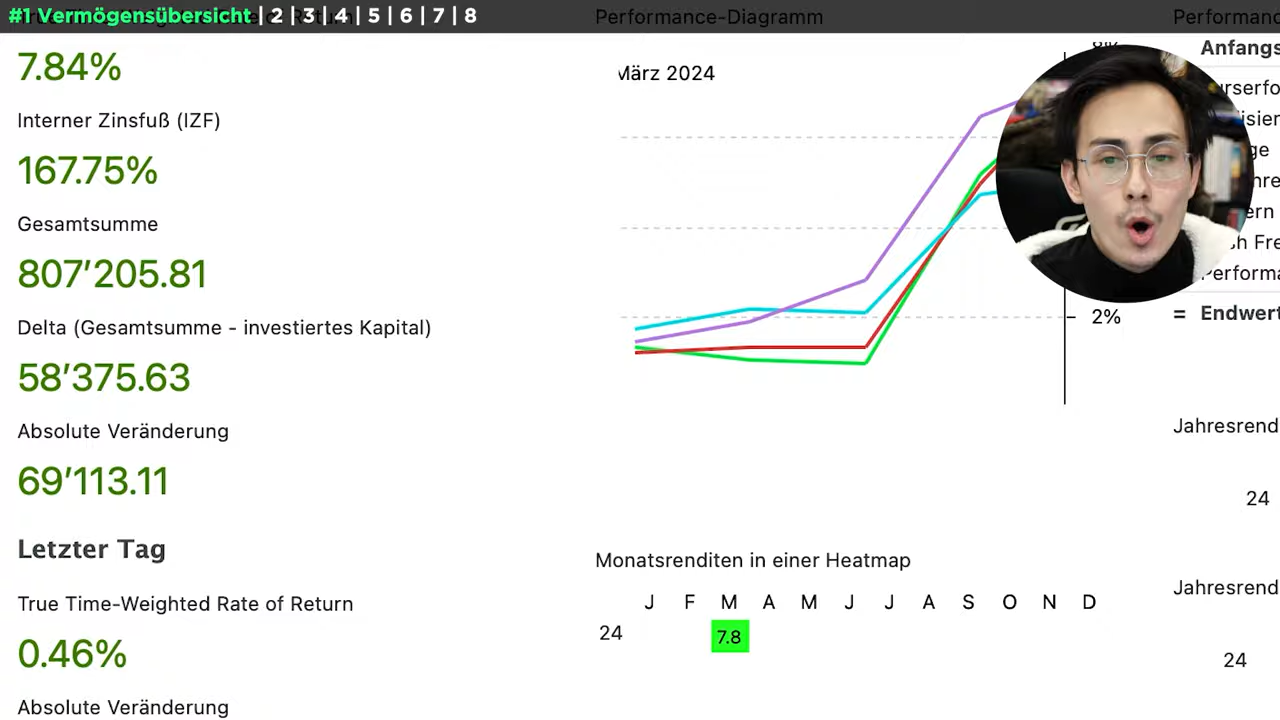 #1 Vermögensübersicht | 2 | 3 | 4 | 5 | 6 | 7 | 8
7.84%
Interner Zinsfuß (IZF)
167.75%
Gesamtsumme
807’205.81
Delta (Gesamtsumme - investiertes Kapital)
58’375.63
Absolute Veränderung
69’113.11
Letzter Tag
True Time-Weighted Rate of Return
0.46%
Absolute Veränderung
Performance-Diagramm
März 2024
8%
2%
Monatsrenditen in einer Heatmap
J F M A M J J A S O N D
24 7.8
= Endwert
24
24